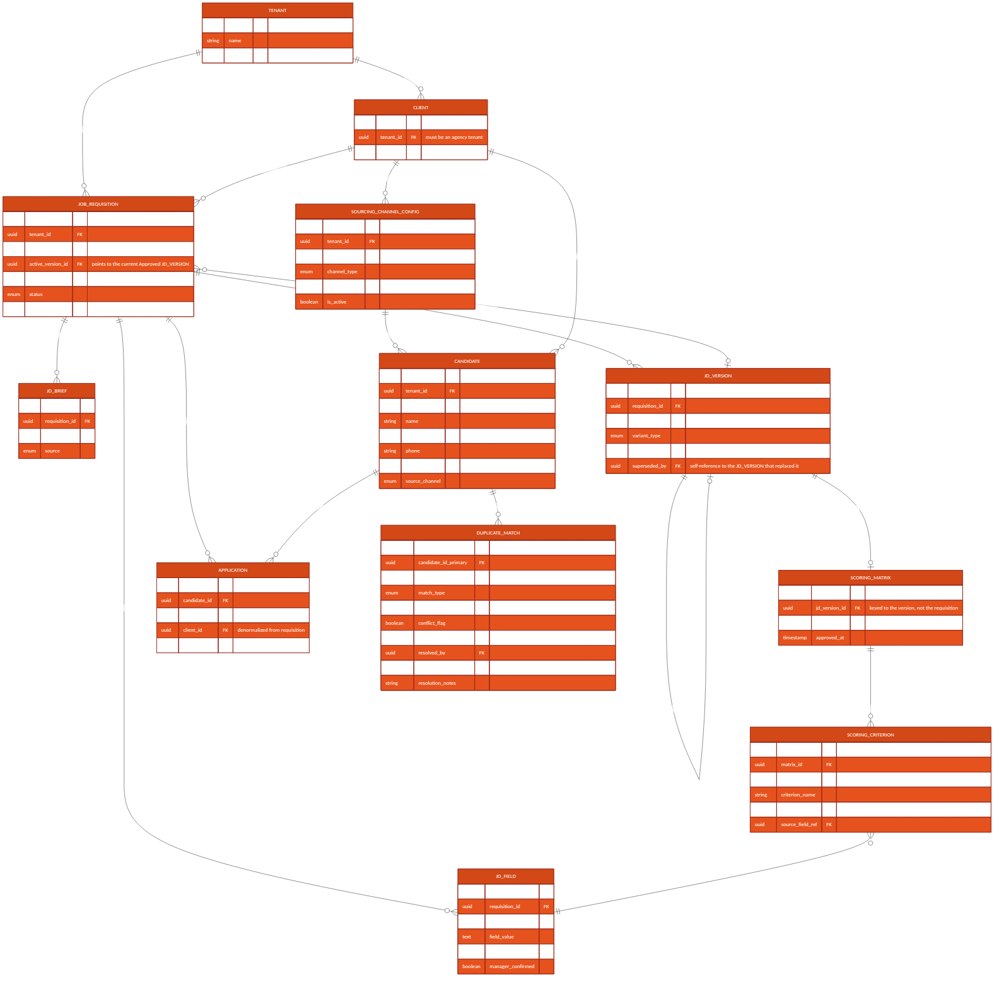 TENANT
string name
CLIENT
uuid tenant_id FK must be an agency tenant
JOB_REQUISITION
uuid tenant_id FK
uuid active_version_id FK points to the current Approved JD_VERSION
enum status
SOURCING_CHANNEL_CONFIG
uuid tenant_id FK
enum channel_type
boolean is_active
CANDIDATE
uuid tenant_id FK
string name
string phone
enum source_channel
JD_VERSION
uuid requisition_id FK
enum variant_type
uuid superseded_by FK self-reference to the JD_VERSION that replaced it
JD_BRIEF
uuid requisition_id FK
enum source
DUPLICATE_MATCH
uuid candidate_id_primary FK
enum match_type
boolean conflict_flag
uuid resolved_by FK
string resolution_notes
APPLICATION
uuid candidate_id FK
uuid client_id FK denormalized from requisition
SCORING_MATRIX
uuid jd_version_id FK keyed to the version, not the requisition
timestamp approved_at
SCORING_CRITERION
uuid matrix_id FK
string criterion_name
uuid source_field_ref FK
JD_FIELD
uuid requisition_id FK
text field_value
boolean manager_confirmed